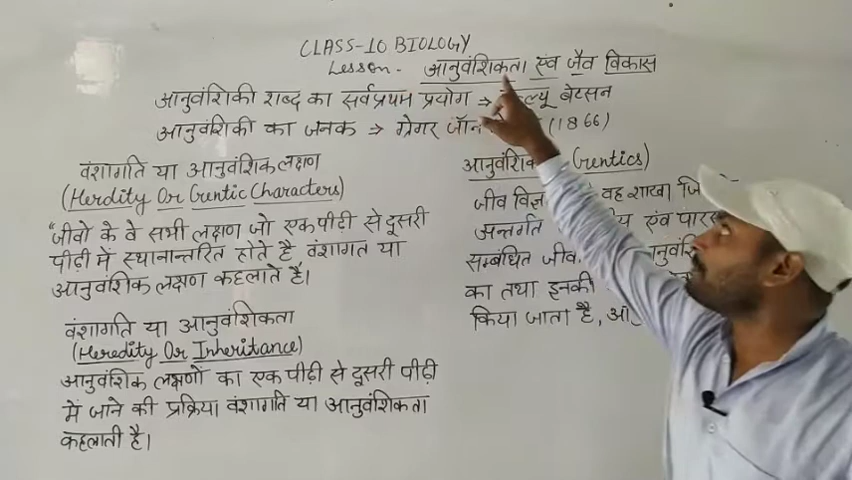 CLASS-10 BIOLOGY
Lesson - आनुवंशिकता एंव जैव विकास
आनुवंशिकी शब्द का सर्वप्रथम प्रयोग → बेटसन
आनुवंशिकी का जनक → ग्रेगर जॉन (1866)
वंशागति या आनुवंशिक लक्षण
(Herdity Or Grentic Characters)
"जीवो के वे सभी लक्षण जो एक पीढ़ी से दूसरी
पीढ़ी में स्थानान्तरित होते है वंशागत या
आनुवंशिक लक्षण कहलाते हैं।
वंशागति या आनुवंशिकता
(Heredity Or Inheritance)
आनुवंशिक लक्षणों का एक पीढ़ी से दूसरी पीढ़ी
में जाने की प्रक्रिया वंशागति या आनुवंशिकता
कहलाती है।
(Grentics)
जीव वह शाखा
अन्तर्गत एंव
सम्बंधित
का तथा इनकी
किया जाता है,